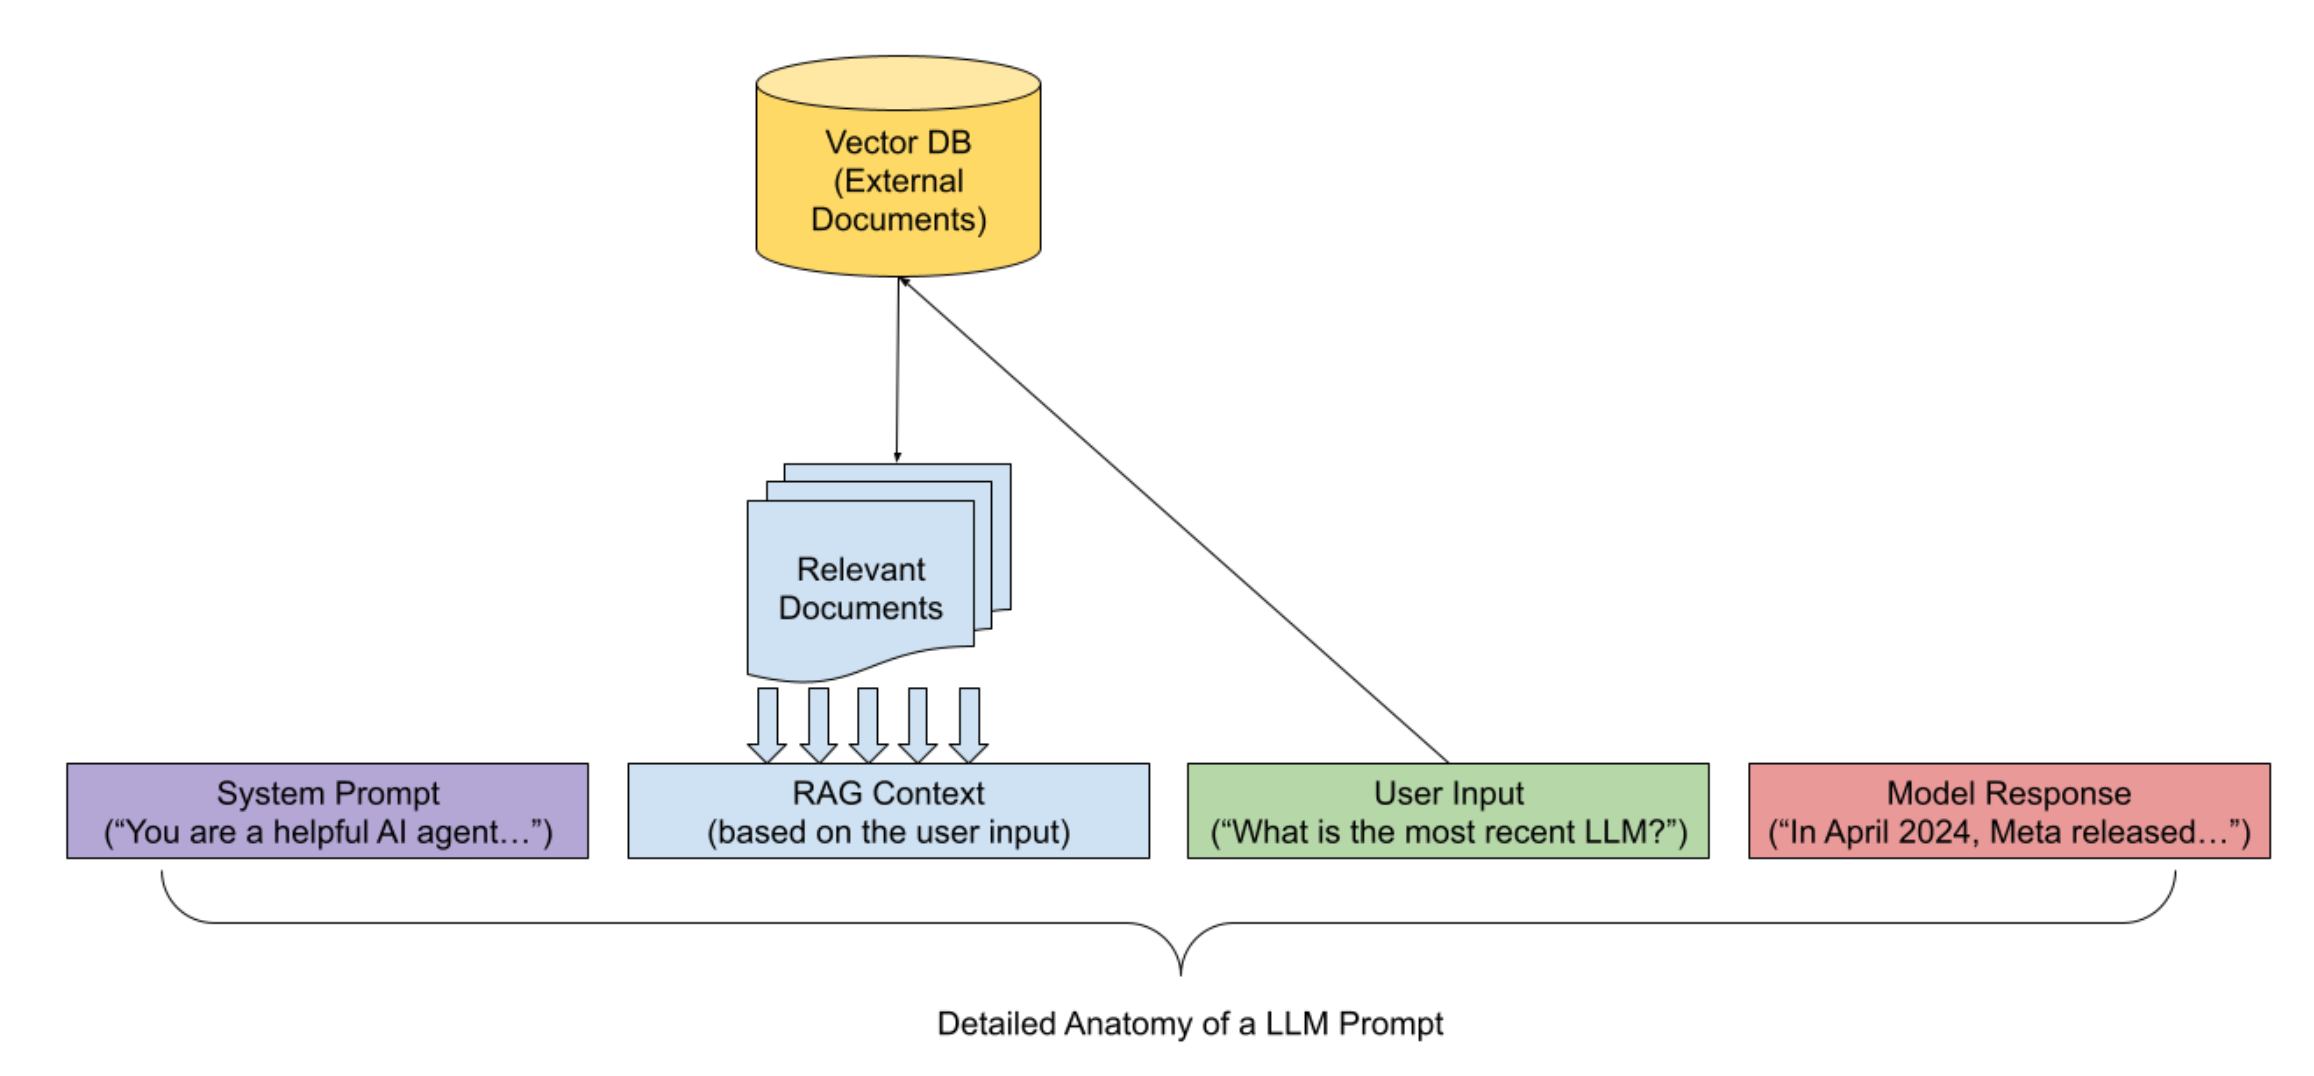 Vector DB
(External
Documents)
Relevant
Documents
System Prompt
(“You are a helpful AI agent…”)
RAG Context
(based on the user input)
User Input
(“What is the most recent LLM?”)
Model Response
(“In April 2024, Meta released…”)
Detailed Anatomy of a LLM Prompt